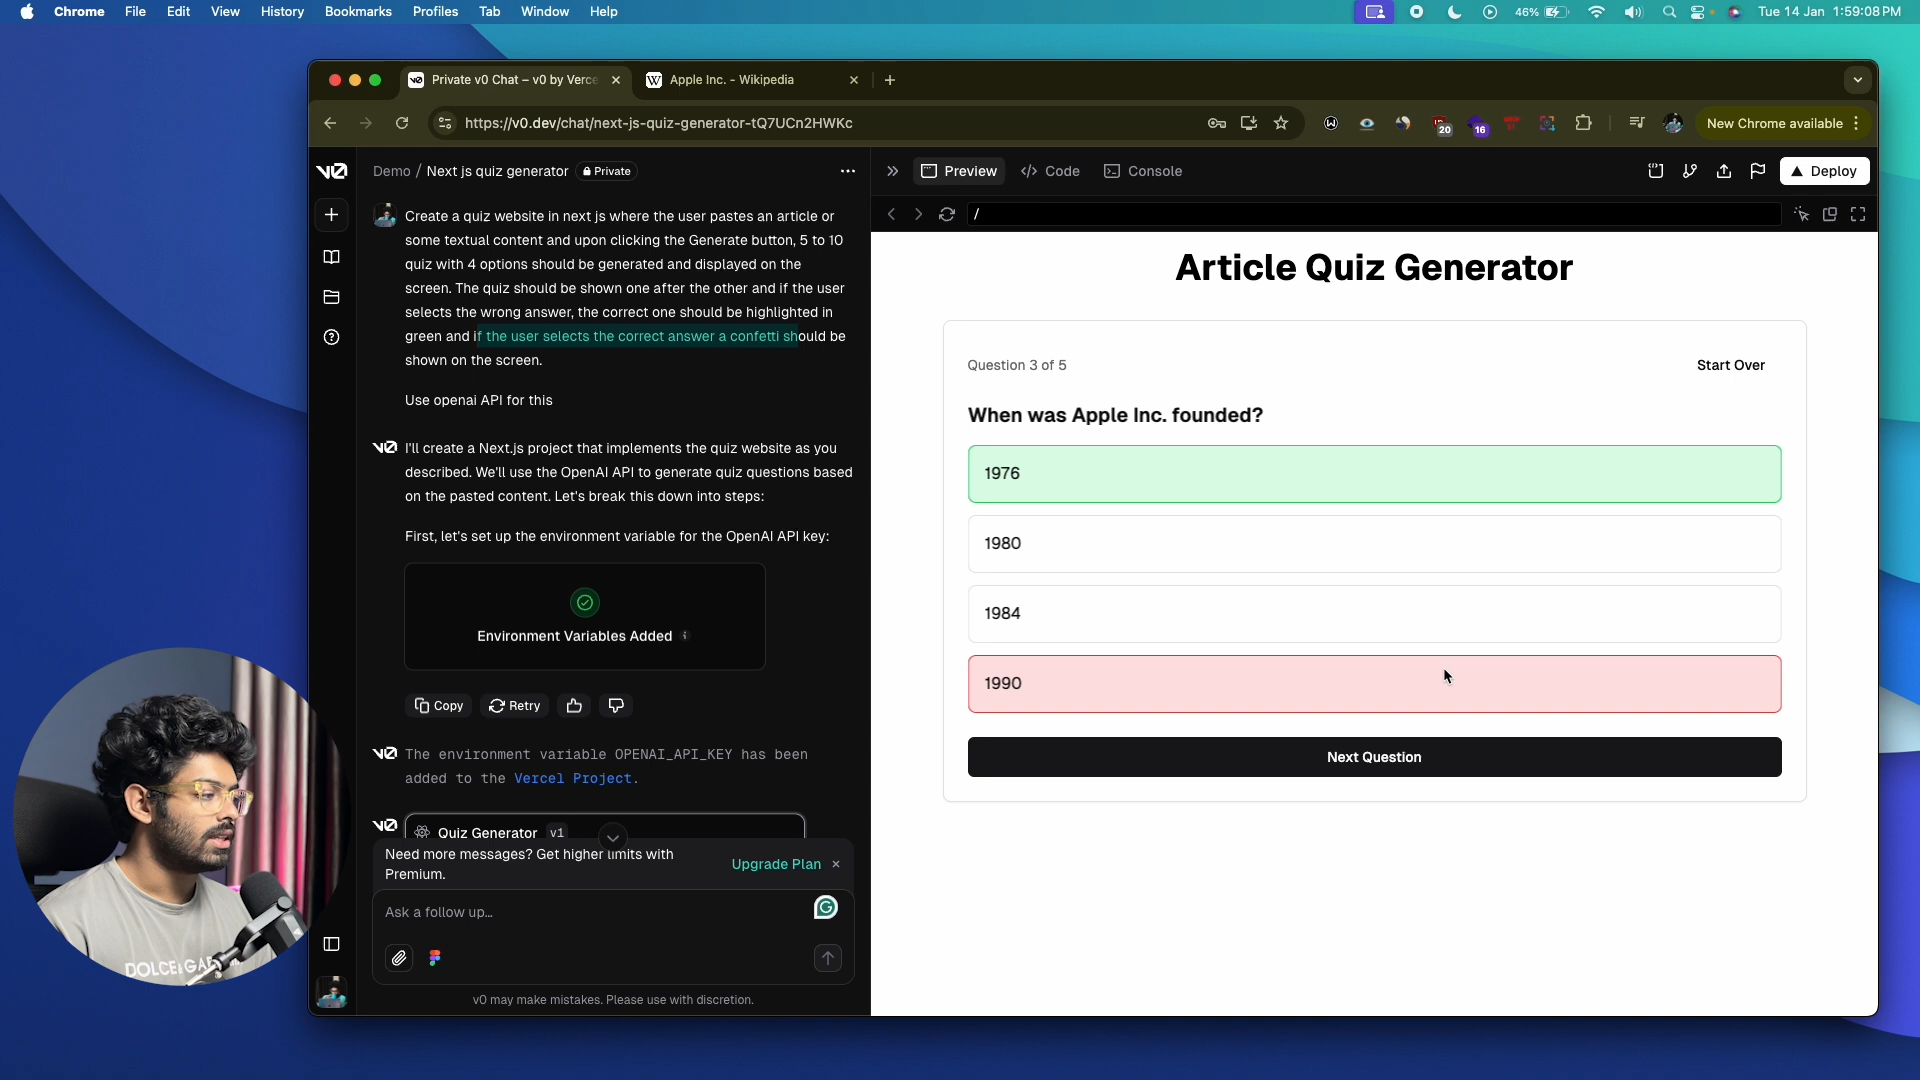 Chrome File Edit View History Bookmarks Profiles Tab Window Help
46% Tue 14 Jan 1:59:08 PM
Private v0 Chat – v0 by Verce
Apple Inc. - Wikipedia
https://v0.dev/chat/next-js-quiz-generator-tQ7UCn2HWKc
20
16
New Chrome available
v0
Demo / Next js quiz generator Private
Create a quiz website in next js where the user pastes an article or
some textual content and upon clicking the Generate button, 5 to 10
quiz with 4 options should be generated and displayed on the
screen. The quiz should be shown one after the other and if the user
selects the wrong answer, the correct one should be highlighted in
green and if the user selects the correct answer a confetti should be
shown on the screen.
Use openai API for this
v0
I'll create a Next.js project that implements the quiz website as you
described. We'll use the OpenAI API to generate quiz questions based
on the pasted content. Let's break this down into steps:
First, let's set up the environment variable for the OpenAI API key:
Environment Variables Added
Copy Retry
v0
The environment variable OPENAI_API_KEY has been
added to the Vercel Project.
v0
Quiz Generator v1
Need more messages? Get higher limits with
Premium.
Upgrade Plan
Ask a follow up...
v0 may make mistakes. Please use with discretion.
Preview Code Console
Deploy
/
Article Quiz Generator
Question 3 of 5
Start Over
When was Apple Inc. founded?
1976
1980
1984
1990
Next Question